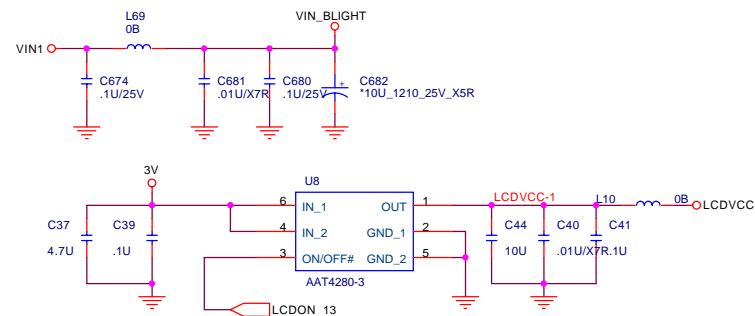 L69
0B
VIN_BLIGHT
VIN1
C674
.1U/25V
C681
.01U/X7R
C680
.1U/25V
C682
*10U_1210_25V_X5R
3V
U8
6
IN_1
OUT
1
LCDVCC-1
L10
0B
LCDVCC
C37
4.7U
C39
.1U
4
IN_2
GND_1
2
C44
10U
C40
.01U/X7R
C41
.1U
3
ON/OFF#
GND_2
5
AAT4280-3
LCDON 13